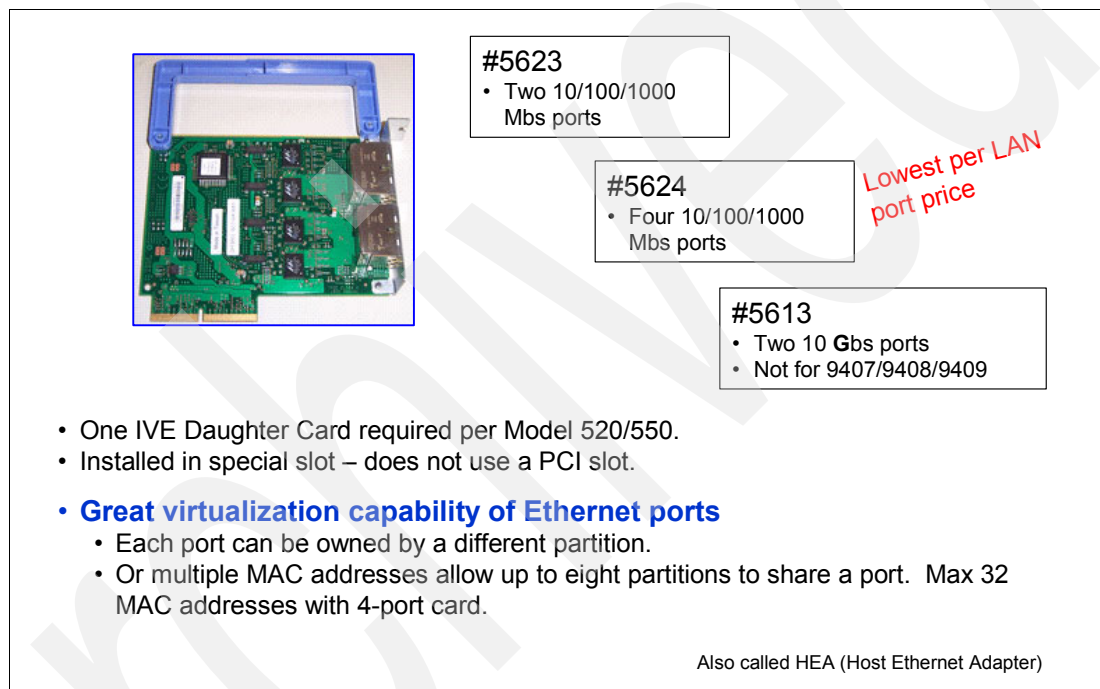 #5623
• Two 10/100/1000
Mbs ports
#5624
• Four 10/100/1000
Mbs ports
Lowest per LAN
port price
#5613
• Two 10 Gbs ports
• Not for 9407/9408/9409
• One IVE Daughter Card required per Model 520/550.
• Installed in special slot – does not use a PCI slot.
• Great virtualization capability of Ethernet ports
• Each port can be owned by a different partition.
• Or multiple MAC addresses allow up to eight partitions to share a port.  Max 32
MAC addresses with 4-port card.
Also called HEA (Host Ethernet Adapter)